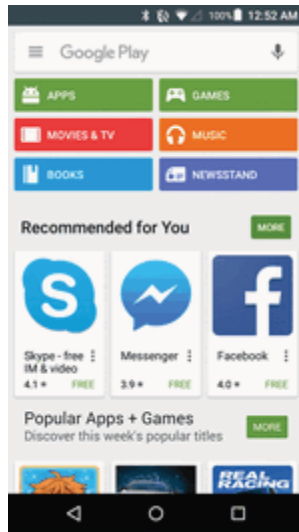 100% 12:52 AM
Google Play
APPS
GAMES
MOVIES & TV
MUSIC
BOOKS
NEWSSTAND
Recommended for You
MORE
Skype - free
IM & video
4.1 ★ FREE
Messenger
3.9 ★ FREE
Facebook
4.0 ★ FREE
Popular Apps + Games
Discover this week's popular titles
MORE
REAL
RACING